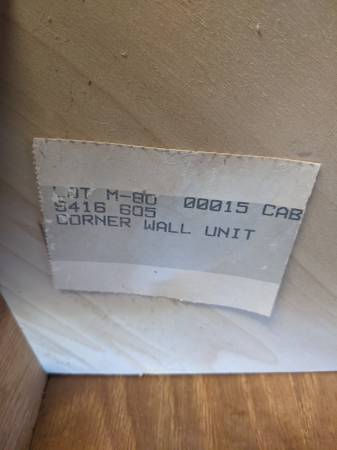 LOT M-80 00015 CAB
5416 605
CORNER WALL UNIT